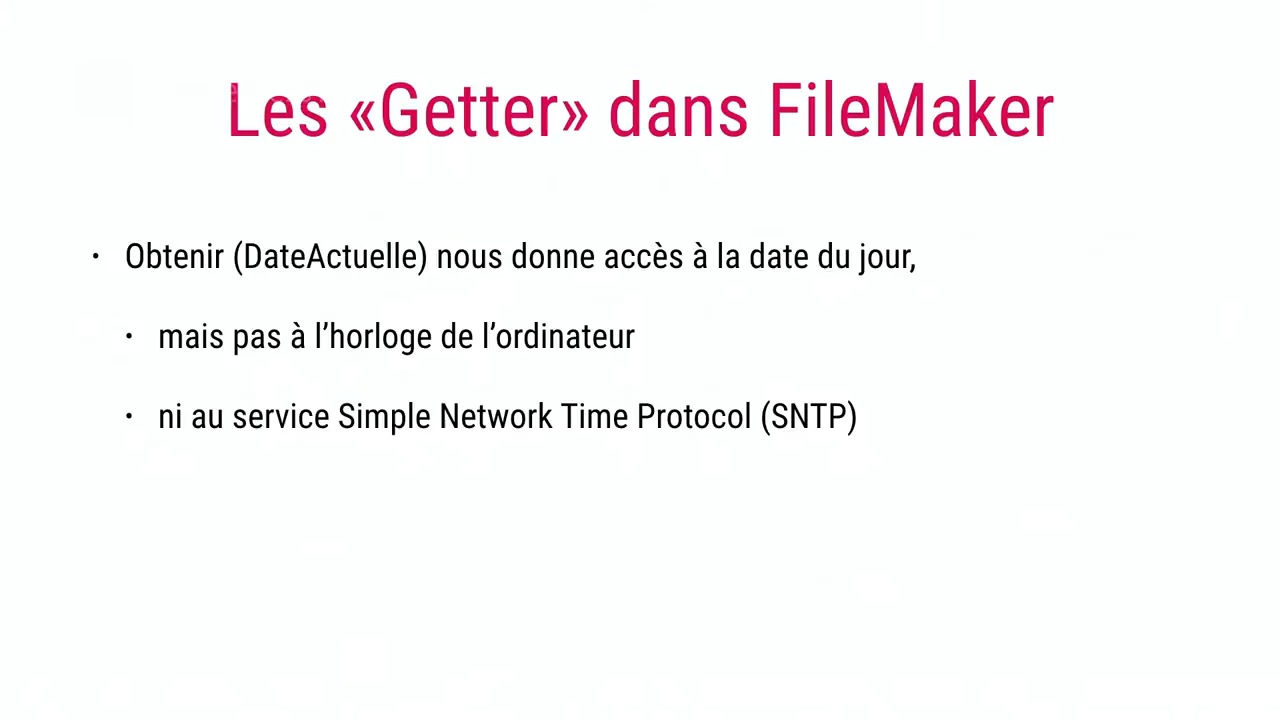 Les «Getter» dans FileMaker
· Obtenir (DateActuelle) nous donne accès à la date du jour,
· mais pas à l’horloge de l’ordinateur
· ni au service Simple Network Time Protocol (SNTP)